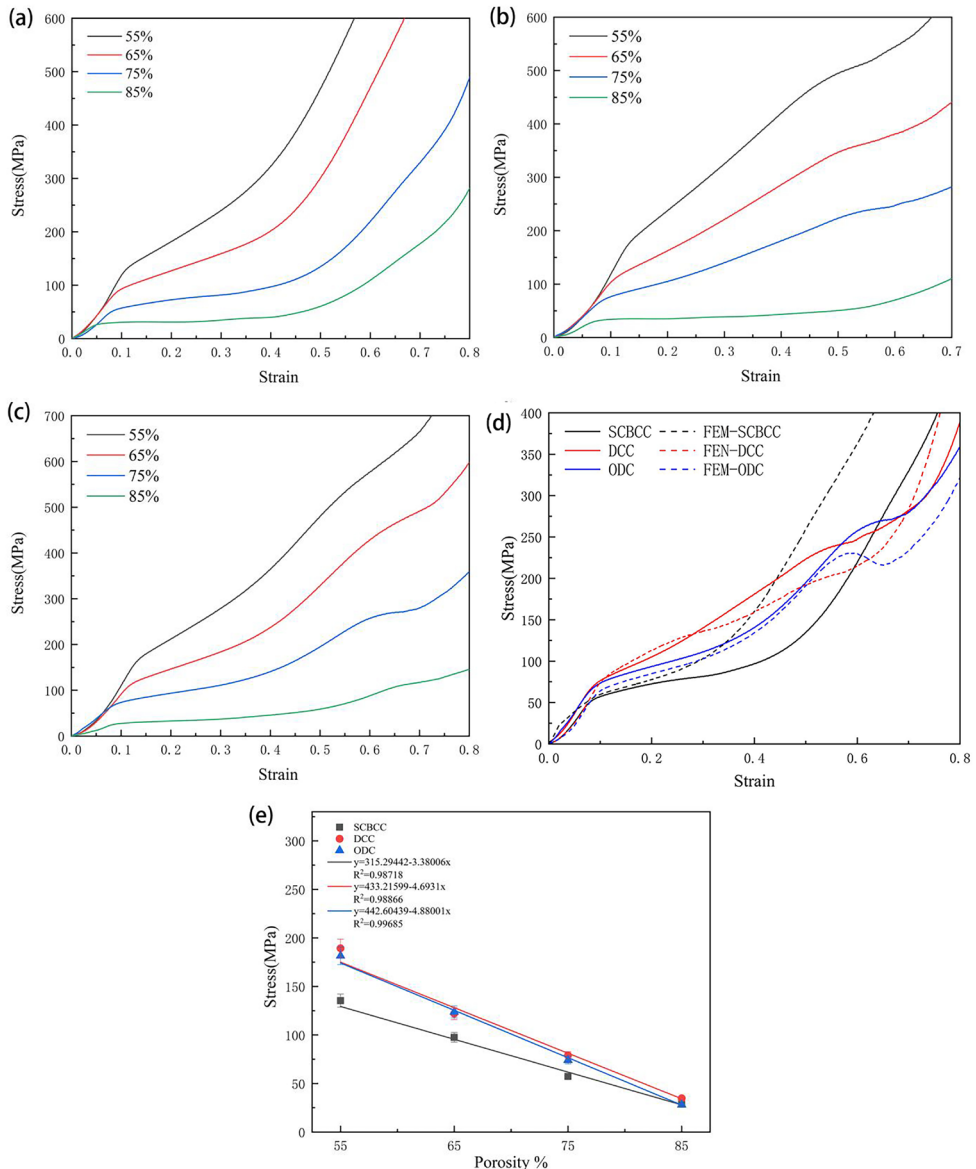 (a)
600
500
400
300
200
100
0
Stress(MPa)
55%
65%
75%
85%
0.0 0.1 0.2 0.3 0.4 0.5 0.6 0.7 0.8
Strain
(b)
600
500
400
300
200
100
0
Stress(MPa)
55%
65%
75%
85%
0.0 0.1 0.2 0.3 0.4 0.5 0.6 0.7
Strain
(c)
700
600
500
400
300
200
100
0
Stress(MPa)
55%
65%
75%
85%
0.0 0.1 0.2 0.3 0.4 0.5 0.6 0.7 0.8
Strain
(d)
400
350
300
250
200
150
100
50
0
Stress(MPa)
SCBCC FEM-SCBCC
DCC FEN-DCC
ODC FEM-ODC
0.0 0.2 0.4 0.6 0.8
Strain
(e)
300
250
200
150
100
50
0
Stress(MPa)
SCBCC
DCC
ODC
y=315.29442-3.38006x
R²=0.98718
y=433.21599-4.6931x
R²=0.98866
y=442.60439-4.88001x
R²=0.99685
55 65 75 85
Porosity %